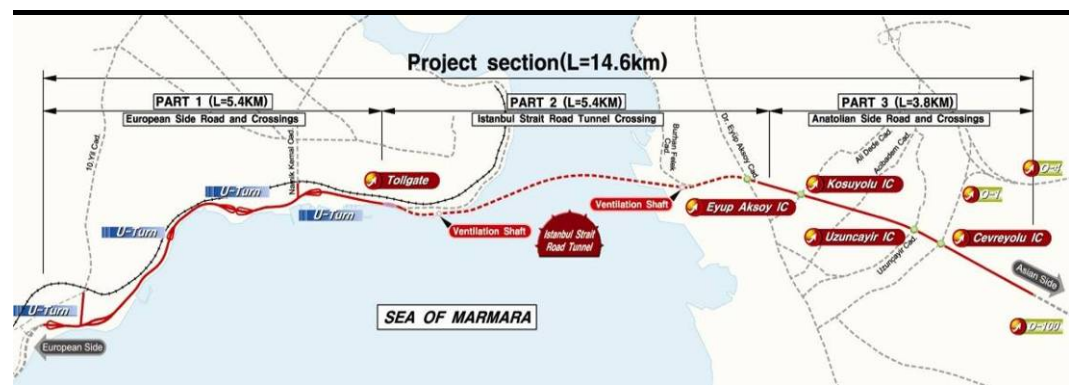 Project section(L=14.6km)
PART 1 (L=5.4KM)
European Side Road and Crossings
PART 2 (L=5.4KM)
Istanbul Strait Road Tunnel Crossing
PART 3 (L=3.8KM)
Anatolian Side Road and Crossings
10.Yıl Cad.
Namık Kemal Cad.
Burhan Felek
Cad.
Dr. Eyüp Aksoy Cad.
Ali Dede Cad.
Acıbadem Cad.
U-Turn
Tollgate
Kosuyolu IC
O-1
U-Turn
Ventilation Shaft
Eyup Aksoy IC
U-Turn
Ventilation Shaft
Istanbul Strait
Road Tunnel
Uzuncayir IC
Uzunçayır Cad.
Cevreyolu IC
Asian Side
U-Turn
SEA OF MARMARA
O-100
European Side